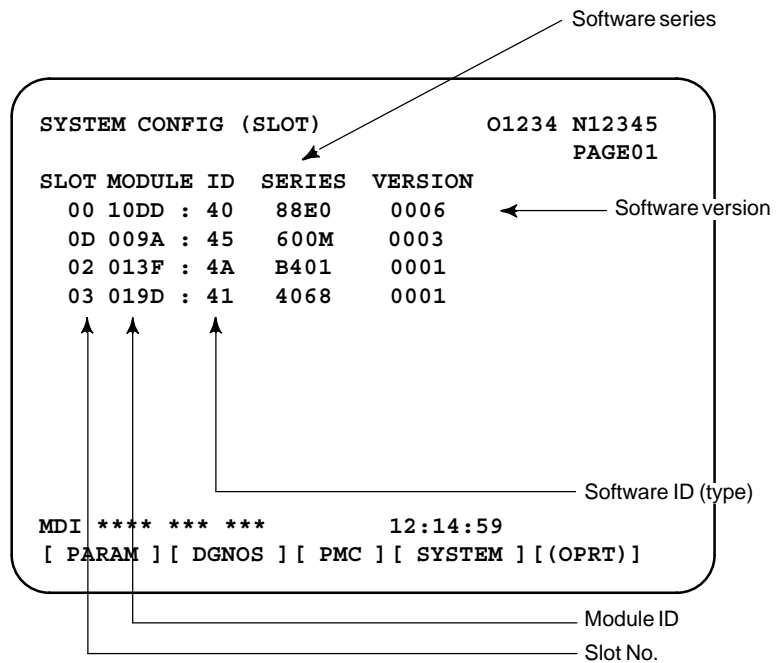 Software series
SYSTEM CONFIG (SLOT) O1234 N12345
PAGE01
SLOT MODULE ID SERIES VERSION
00 10DD : 40 88E0 0006
Software version
0D 009A : 45 600M 0003
02 013F : 4A B401 0001
03 019D : 41 4068 0001
Software ID (type)
MDI **** *** *** 12:14:59
[ PARAM ][ DGNOS ][ PMC ][ SYSTEM ][(OPRT)]
Module ID
Slot No.